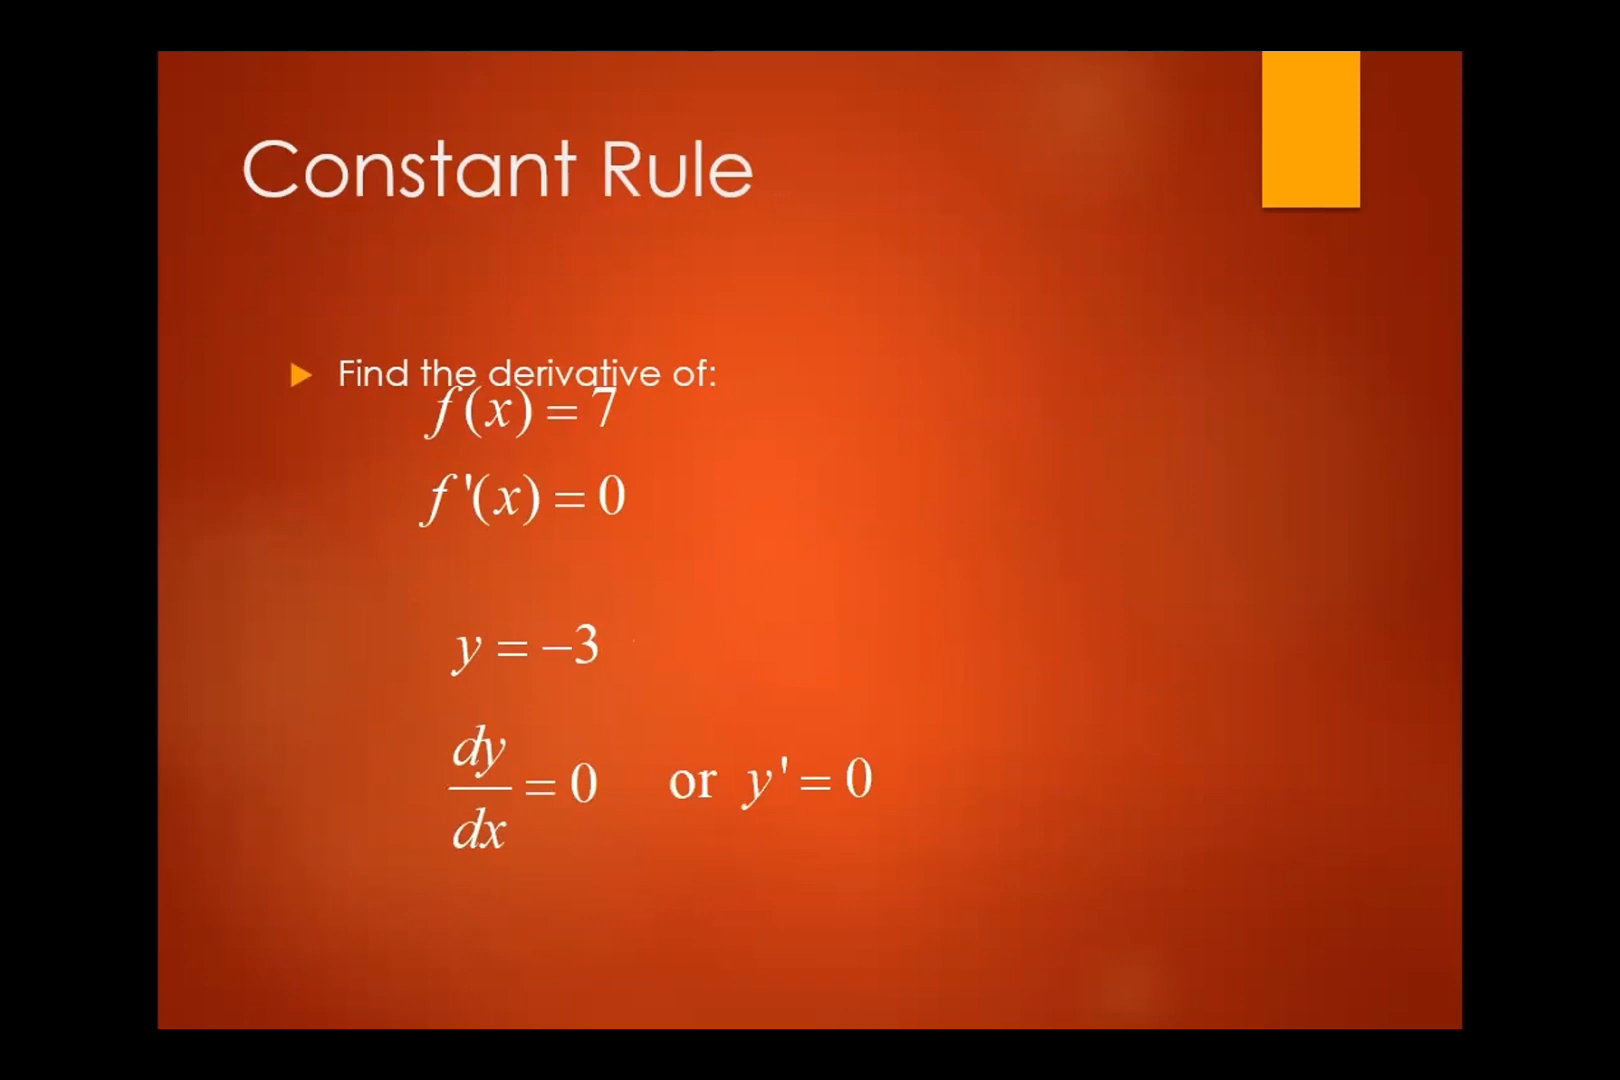 Constant Rule
Find the derivative of:
f(x) = 7
f'(x) = 0
y = −3
dy/dx = 0 or y' = 0